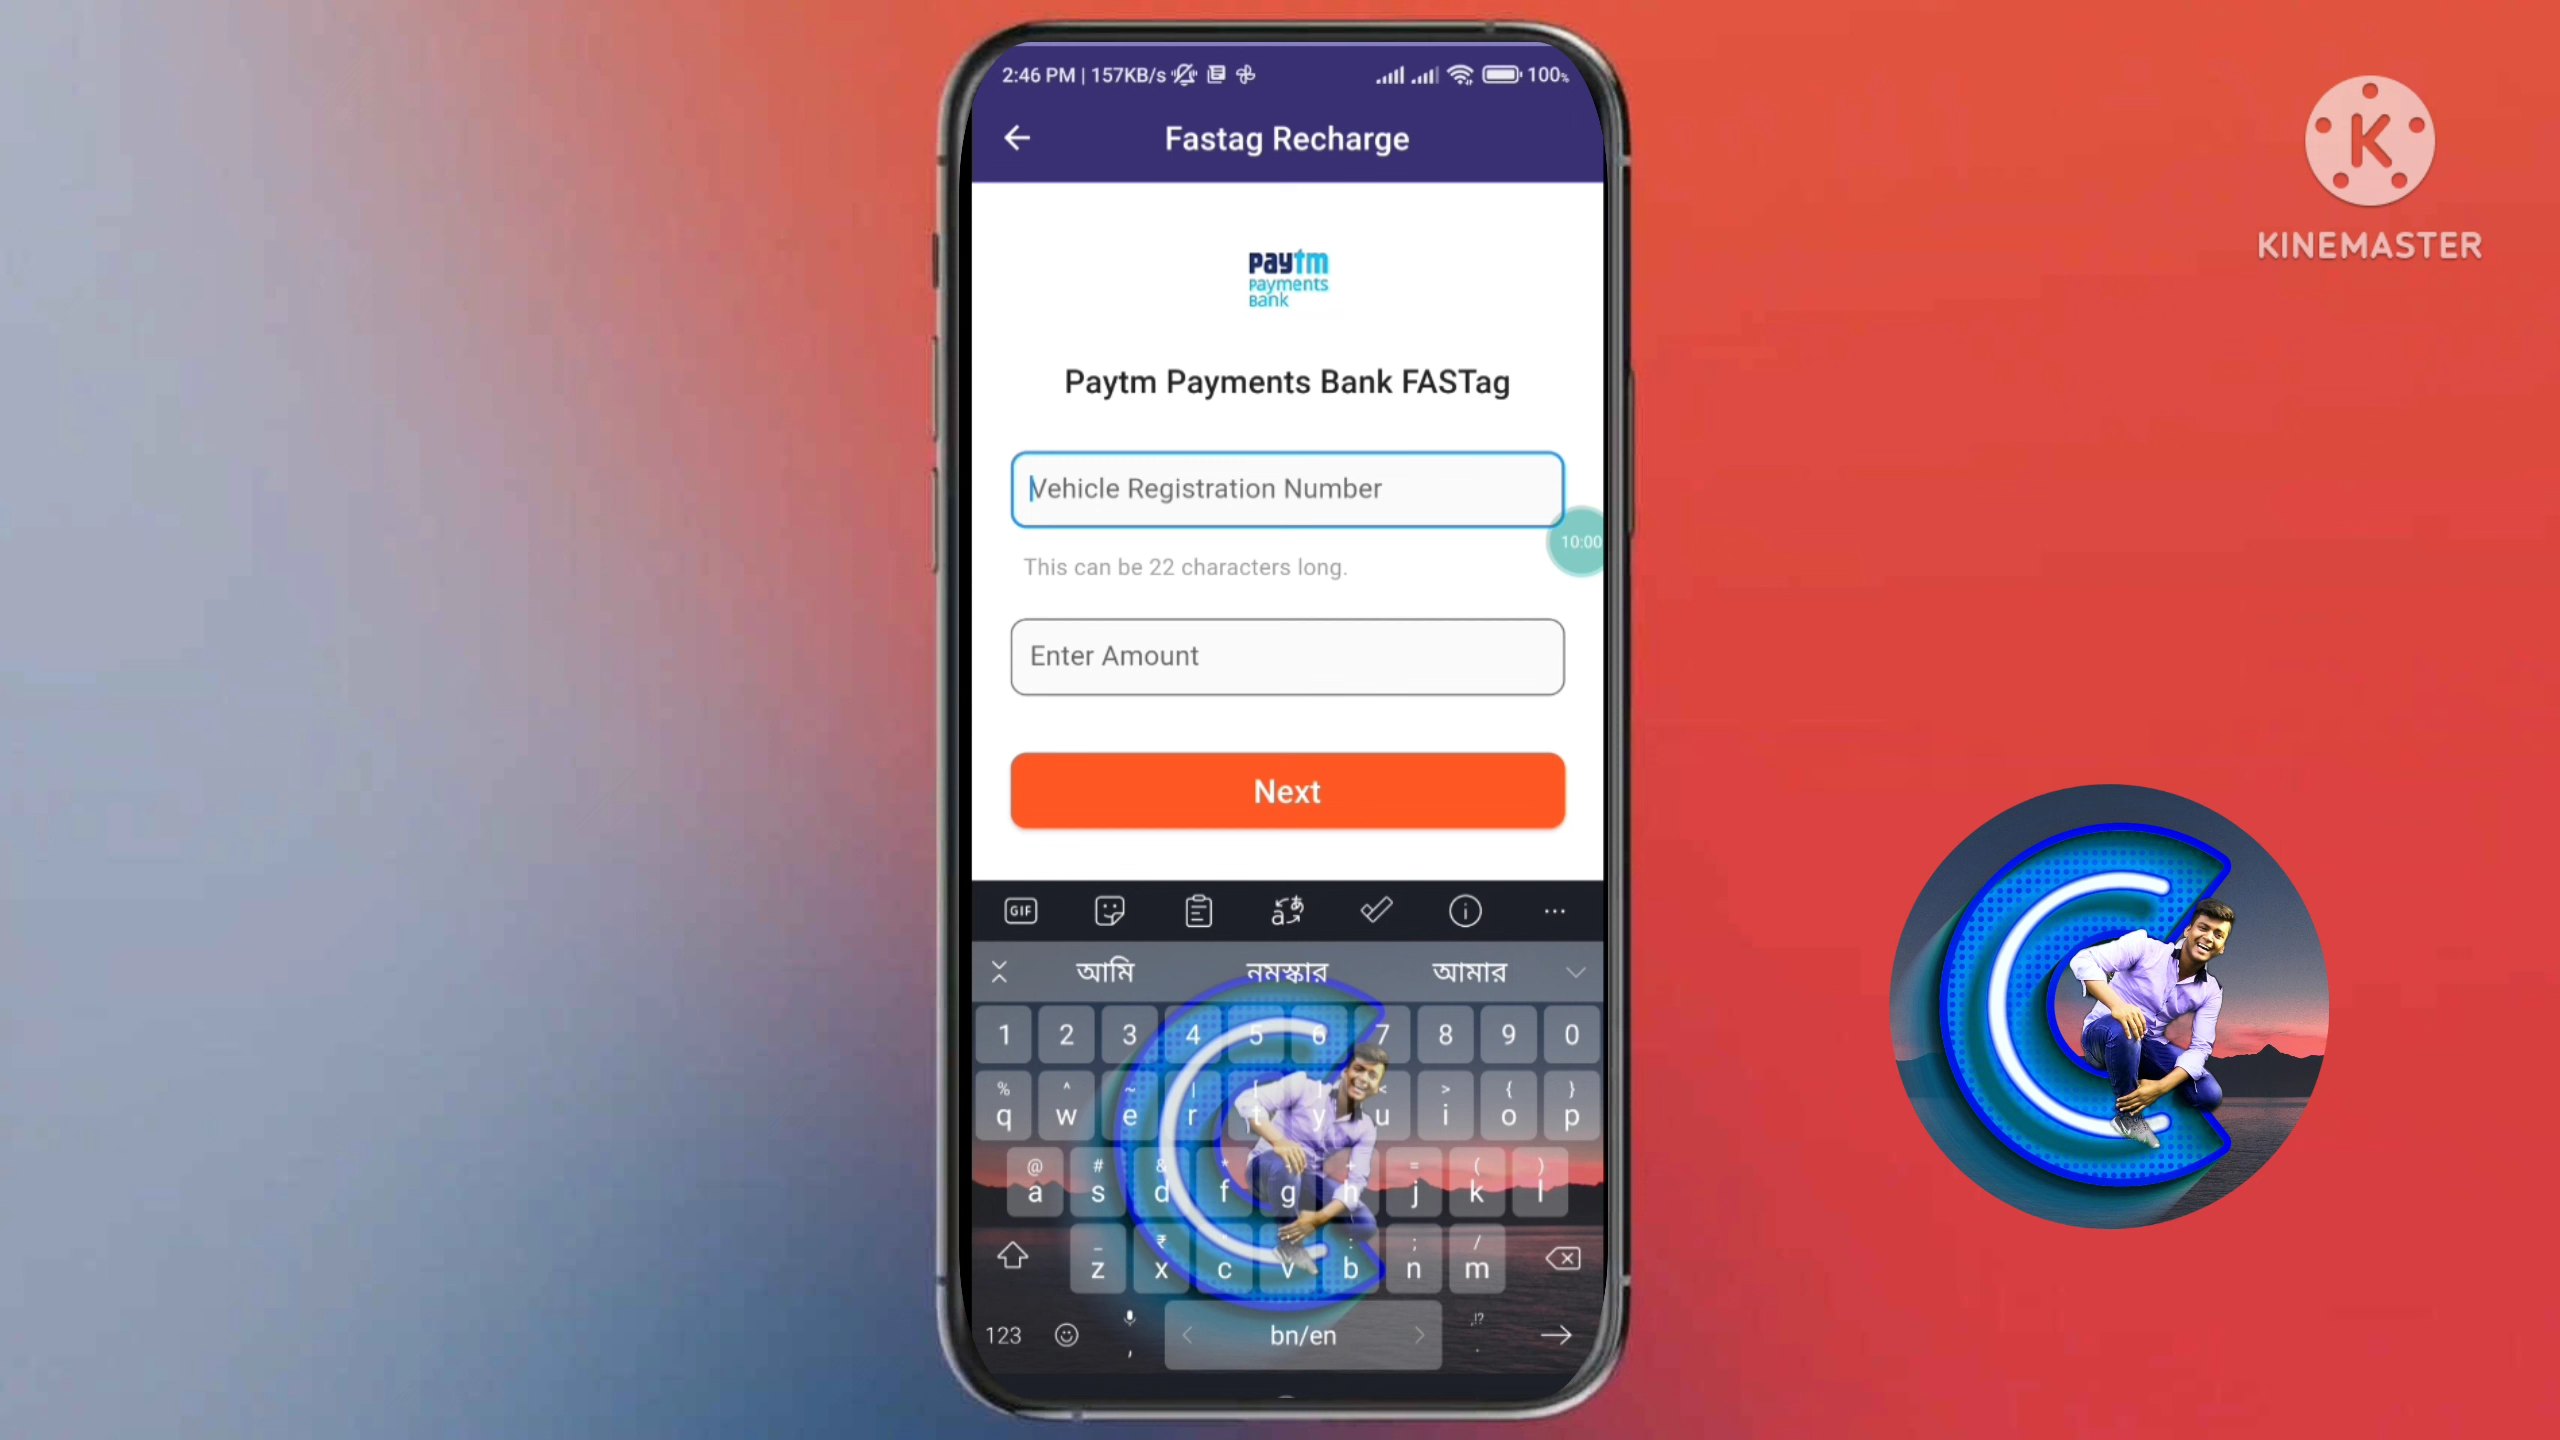 2:46 PM | 157KB/s 100%
Fastag Recharge
paytm
payments
Bank
Paytm Payments Bank FASTag
Vehicle Registration Number
10:00
This can be 22 characters long.
Enter Amount
Next
GIF
আমি নমস্কার আমার
1 2 3 4 5 6 7 8 9 0
% ^ ~ | [ ] < > { }
q w e r t y u i o p
@ # & * - + = ( )
a s d f g h j k l
_ ₹ " ' : ; /
z x c v b n m
123 , bn/en ,!? .
K
KINEMASTER